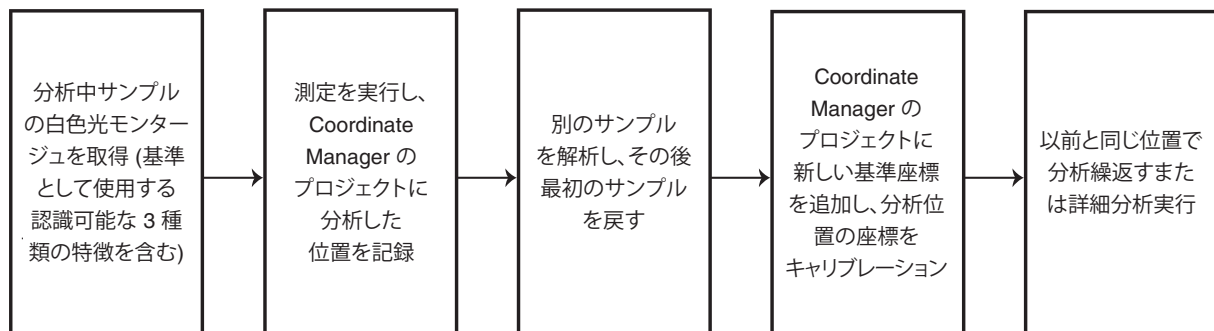 分析中サンプル
の白色光モンター
ジュを取得 (基準
として使用する
認識可能な 3 種
類の特徴を含む)
測定を実行し、
Coordinate
Manager の
プロジェクトに
分析した
位置を記録
別のサンプル
を解析し、その後
最初のサンプル
を戻す
Coordinate
Manager の
プロジェクトに
新しい基準座標
を追加し、分析位
置の座標を
キャリブレーション
以前と同じ位置で
分析繰返すまた
は詳細分析実行